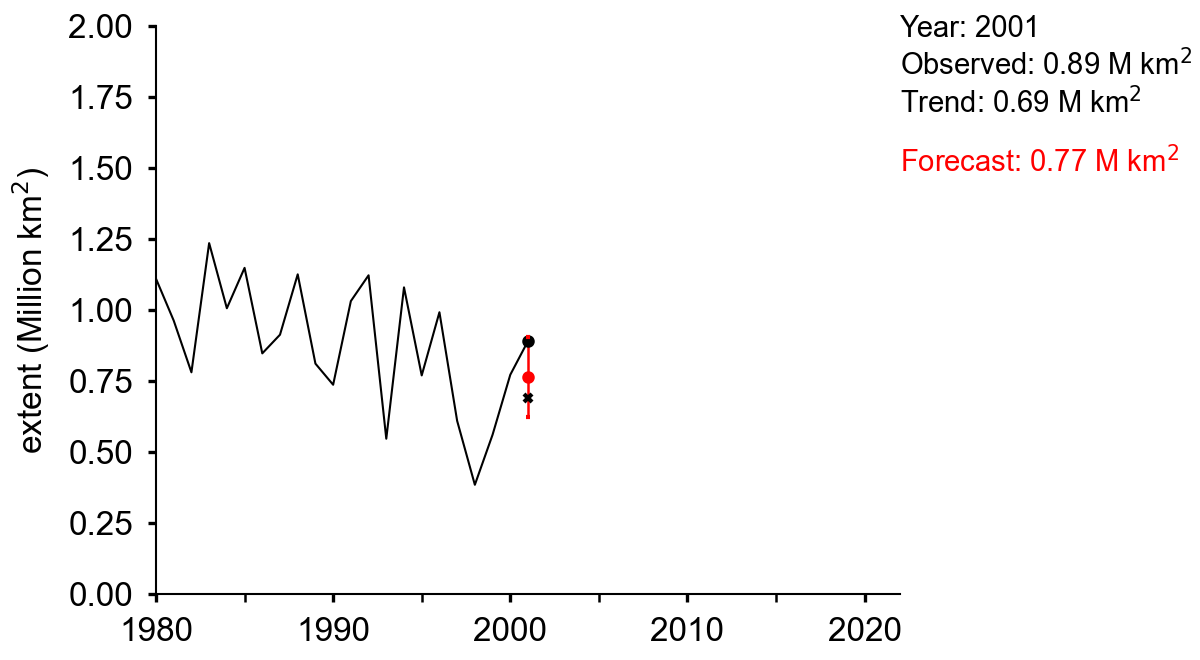 2.00
1.75
1.50
1.25
1.00
0.75
0.50
0.25
0.00
extent (Million km²)
1980 1990 2000 2010 2020
Year: 2001
Observed: 0.89 M km²
Trend: 0.69 M km²
Forecast: 0.77 M km²